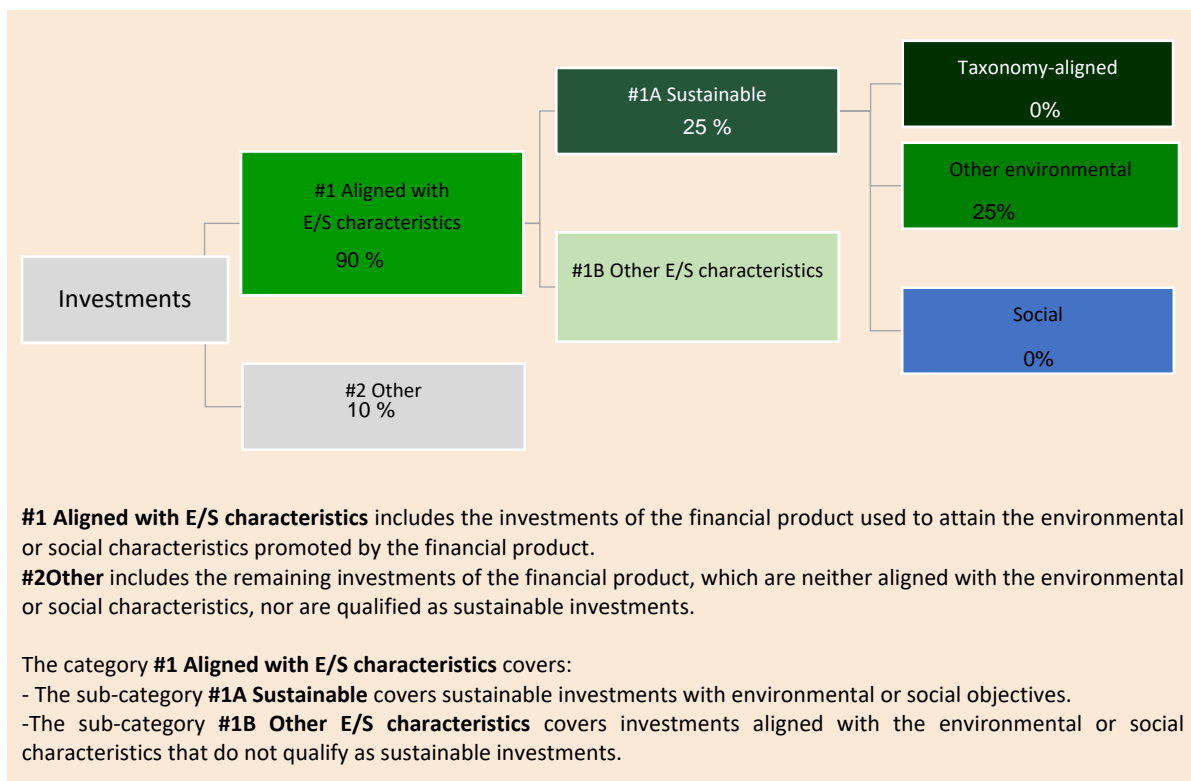 Taxonomy-aligned
0%
#1A Sustainable
25 %
Other environmental
25%
#1 Aligned with
E/S characteristics
90 %
#1B Other E/S characteristics
Investments
Social
0%
#2 Other
10 %
#1 Aligned with E/S characteristics includes the investments of the financial product used to attain the environmental
or social characteristics promoted by the financial product.
#2Other includes the remaining investments of the financial product, which are neither aligned with the environmental
or social characteristics, nor are qualified as sustainable investments.
The category #1 Aligned with E/S characteristics covers:
- The sub-category #1A Sustainable covers sustainable investments with environmental or social objectives.
-The sub-category #1B Other E/S characteristics covers investments aligned with the environmental or social
characteristics that do not qualify as sustainable investments.